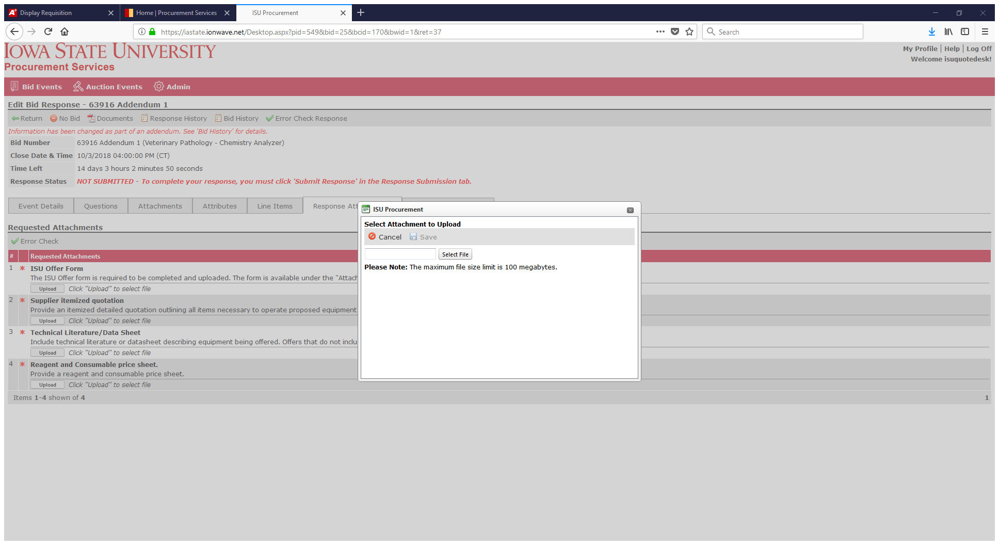 Display Requisition
Home | Procurement Services
ISU Procurement
https://iastate.ionwave.net/Desktop.aspx?pid=549&bid=25&bcid=170&bwid=1&ret=37
Search
IOWA STATE UNIVERSITY
Procurement Services
My Profile | Help | Log Off
Welcome isuquotedesk!
Bid Events Auction Events Admin
Edit Bid Response - 63916 Addendum 1
Return No Bid Documents Response History Bid History Error Check Response
Information has been changed as part of an addendum. See 'Bid History' for details.
Bid Number 63916 Addendum 1 (Veterinary Pathology - Chemistry Analyzer)
Close Date & Time 10/3/2018 04:00:00 PM (CT)
Time Left 14 days 3 hours 2 minutes 50 seconds
Response Status NOT SUBMITTED - To complete your response, you must click 'Submit Response' in the Response Submission tab.
Event Details Questions Attachments Attributes Line Items Response Att
Requested Attachments
Error Check
# Requested Attachments
1 * ISU Offer Form
The ISU Offer form is required to be completed and uploaded. The form is available under the "Attach
Upload Click "Upload" to select file
2 * Supplier itemized quotation
Provide an itemized detailed quotation outlining all items necessary to operate proposed equipment
Upload Click "Upload" to select file
3 * Technical Literature/Data Sheet
Include technical literature or datasheet describing equipment being offered. Offers that do not inclu
Upload Click "Upload" to select file
4 * Reagent and Consumable price sheet.
Provide a reagent and consumable price sheet.
Upload Click "Upload" to select file
Items 1-4 shown of 4 1
ISU Procurement
Select Attachment to Upload
Cancel Save
Select File
Please Note: The maximum file size limit is 100 megabytes.